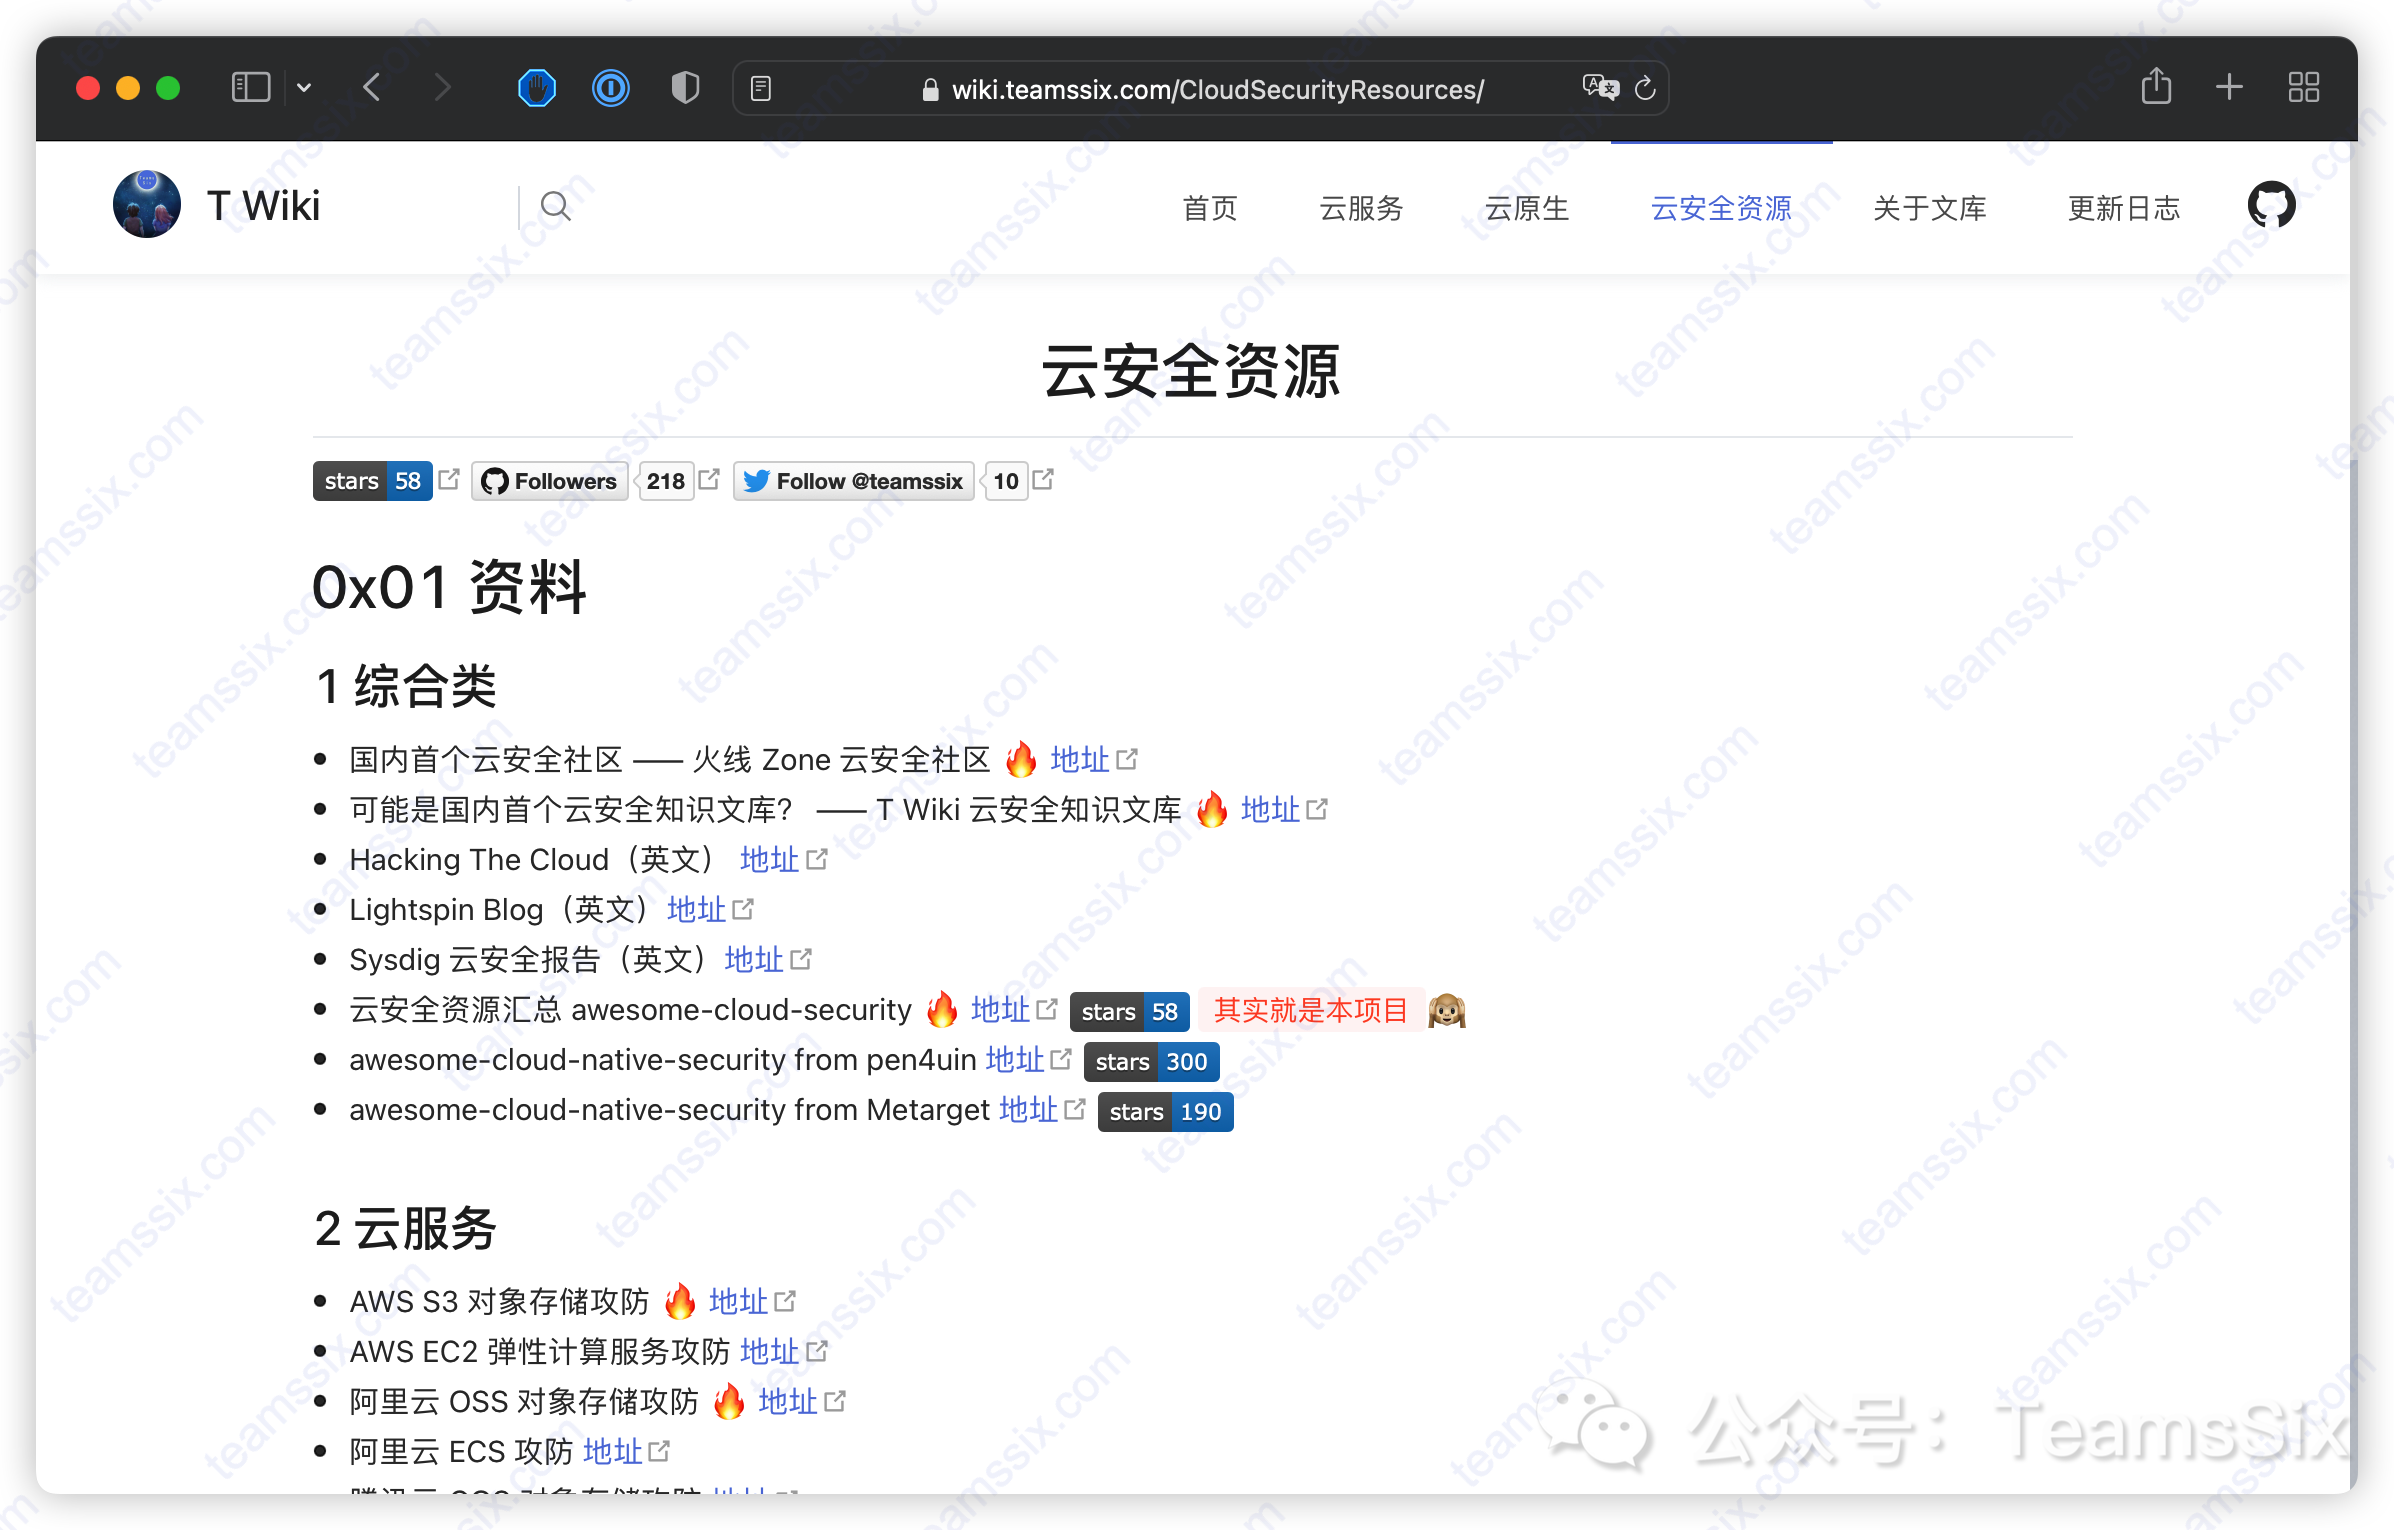 wiki.teamssix.com/CloudSecurityResources/
T Wiki
首页 云服务 云原生 云安全资源 关于文库 更新日志
云安全资源
stars 58 Followers 218 Follow @teamssix 10
0x01 资料
1 综合类
国内首个云安全社区 —— 火线 Zone 云安全社区 🔥 地址
可能是国内首个云安全知识文库？ —— T Wiki 云安全知识文库 🔥 地址
Hacking The Cloud（英文） 地址
Lightspin Blog（英文）地址
Sysdig 云安全报告（英文）地址
云安全资源汇总 awesome-cloud-security 🔥 地址 stars 58 其实就是本项目 🙉
awesome-cloud-native-security from pen4uin 地址 stars 300
awesome-cloud-native-security from Metarget 地址 stars 190
2 云服务
AWS S3 对象存储攻防 🔥 地址
AWS EC2 弹性计算服务攻防 地址
阿里云 OSS 对象存储攻防 🔥 地址
阿里云 ECS 攻防 地址
公众号：TeamsSix
teamssix.com